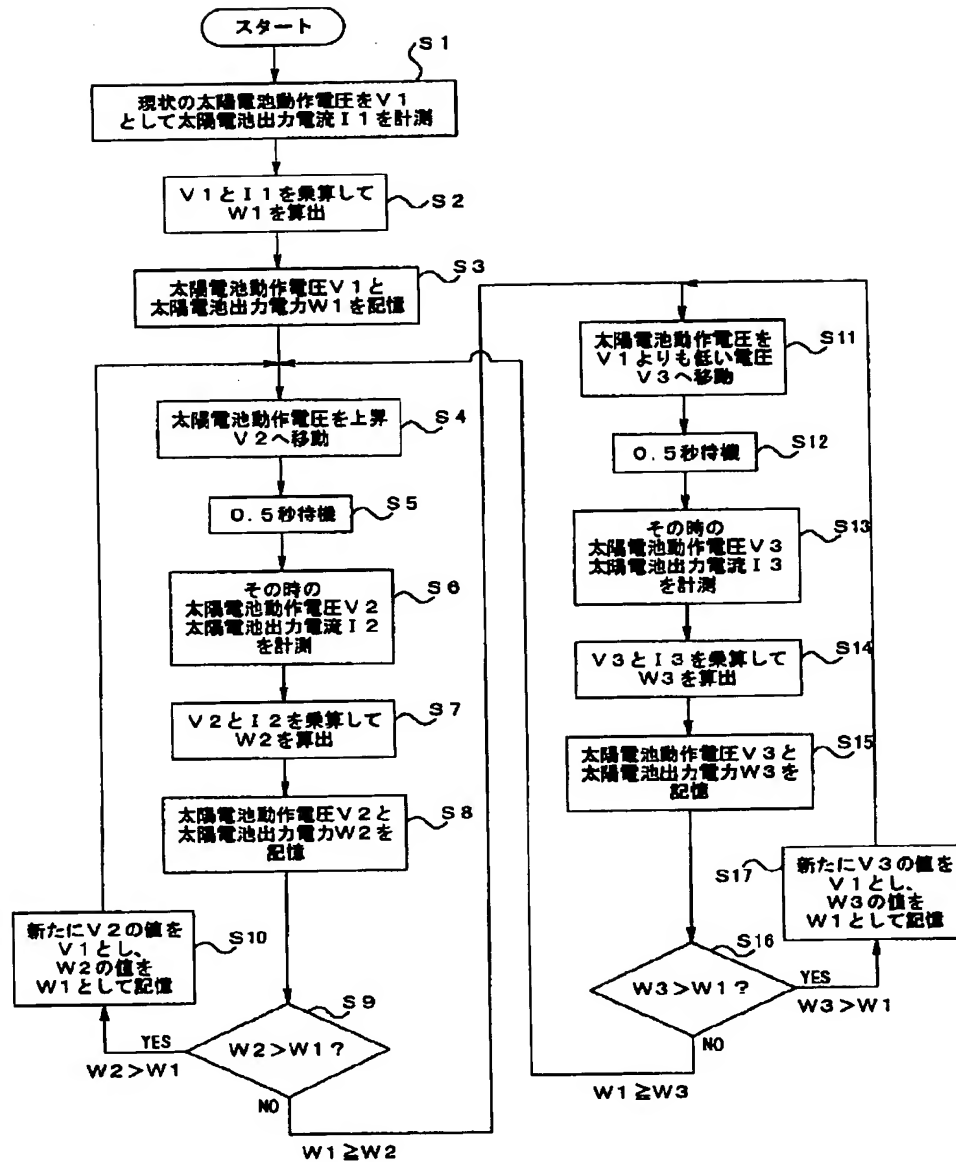 スタート
S1
現状の太陽電池動作電圧をV1
として太陽電池出力電流I1を計測
V1とI1を乗算して
W1を算出
S2
S3
太陽電池動作電圧V1と
太陽電池出力電力W1を記憶
太陽電池動作電圧を上昇
V2へ移動
S4
0.5秒待機
S5
その時の
太陽電池動作電圧V2
太陽電池出力電流I2
を計測
S6
V2とI2を乗算して
W2を算出
S7
太陽電池動作電圧V2と
太陽電池出力電力W2を
記憶
S8
S9
W2>W1?
YES
W2>W1
NO
W1≧W2
新たにV2の値を
V1とし、
W2の値を
W1として記憶
S10
太陽電池動作電圧を
V1よりも低い電圧
V3へ移動
S11
0.5秒待機
S12
その時の
太陽電池動作電圧V3
太陽電池出力電流I3
を計測
S13
V3とI3を乗算して
W3を算出
S14
太陽電池動作電圧V3と
太陽電池出力電力W3を
記憶
S15
S16
W3>W1?
YES
W3>W1
NO
W1≧W3
S17
新たにV3の値を
V1とし、
W3の値を
W1として記憶